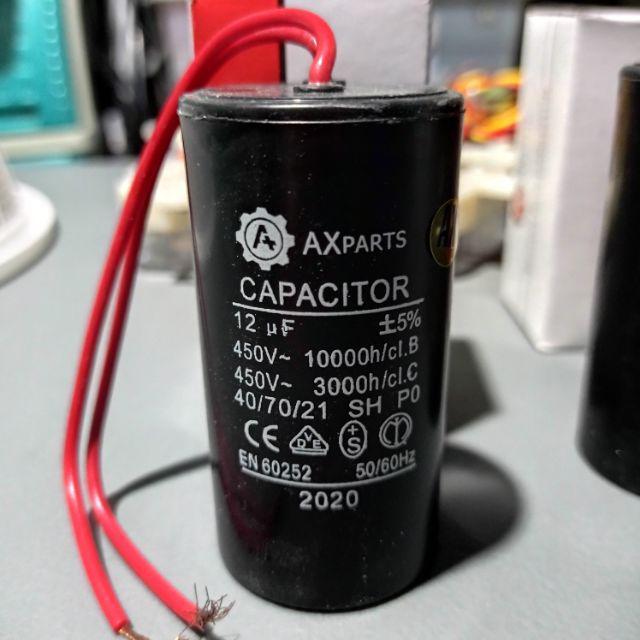 AXPARTS
CAPACITOR
12 µF ±5%
450V~ 10000h/cl.B
450V~ 3000h/cl.C
40/70/21 SH P0
CE VDE +S
EN 60252 50/60Hz
2020